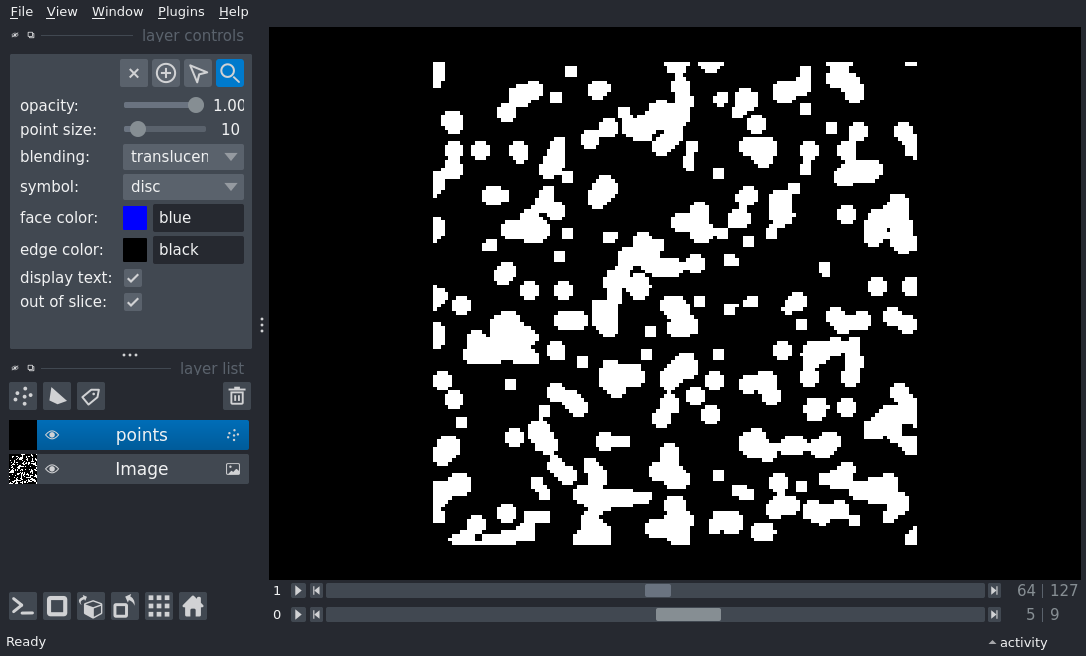 File View Window Plugins Help
layer controls
opacity: 1.00
point size: 10
blending: translucen
symbol: disc
face color: blue
edge color: black
display text:
out of slice:
layer list
points
Image
1 64 127
0 5 9
Ready activity